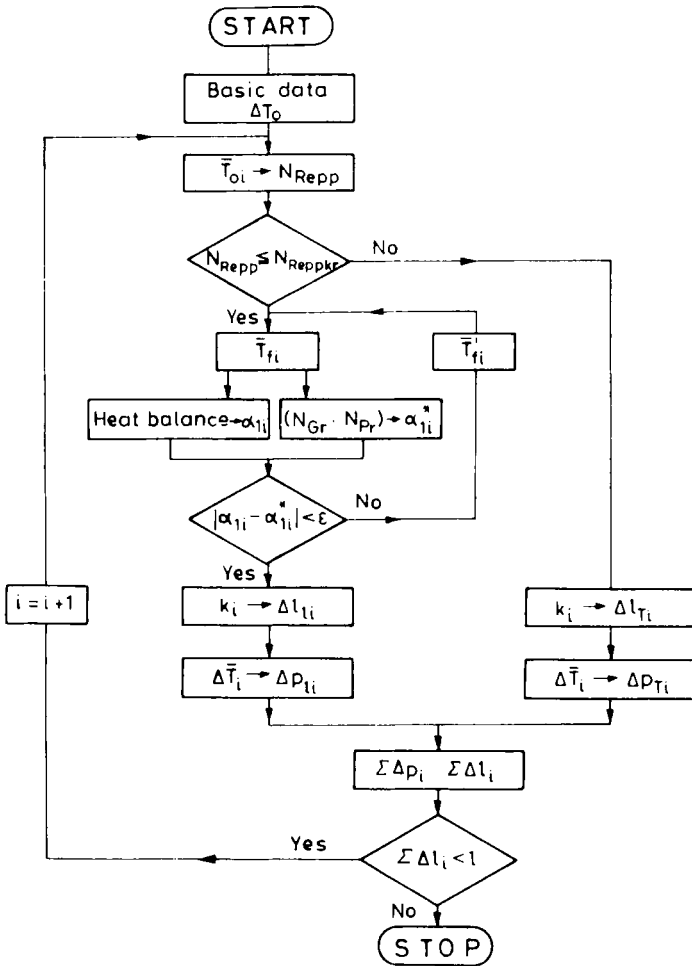 START
Basic data
ΔT₀
T̄ₒᵢ → N_Repp
N_Repp ≦ N_Reppkr
No
Yes
T̄_fi
T̄'_fi
Heat balance → α₁ᵢ
(N_Gr · N_Pr) → α*₁ᵢ
|α₁ᵢ − α*₁ᵢ| < ε
No
Yes
i = i+1
kᵢ → Δl_li
kᵢ → Δl_Ti
ΔT̄ᵢ → Δp_li
ΔT̄ᵢ → Δp_Ti
ΣΔpᵢ ΣΔlᵢ
Yes
ΣΔlᵢ < l
No
STOP